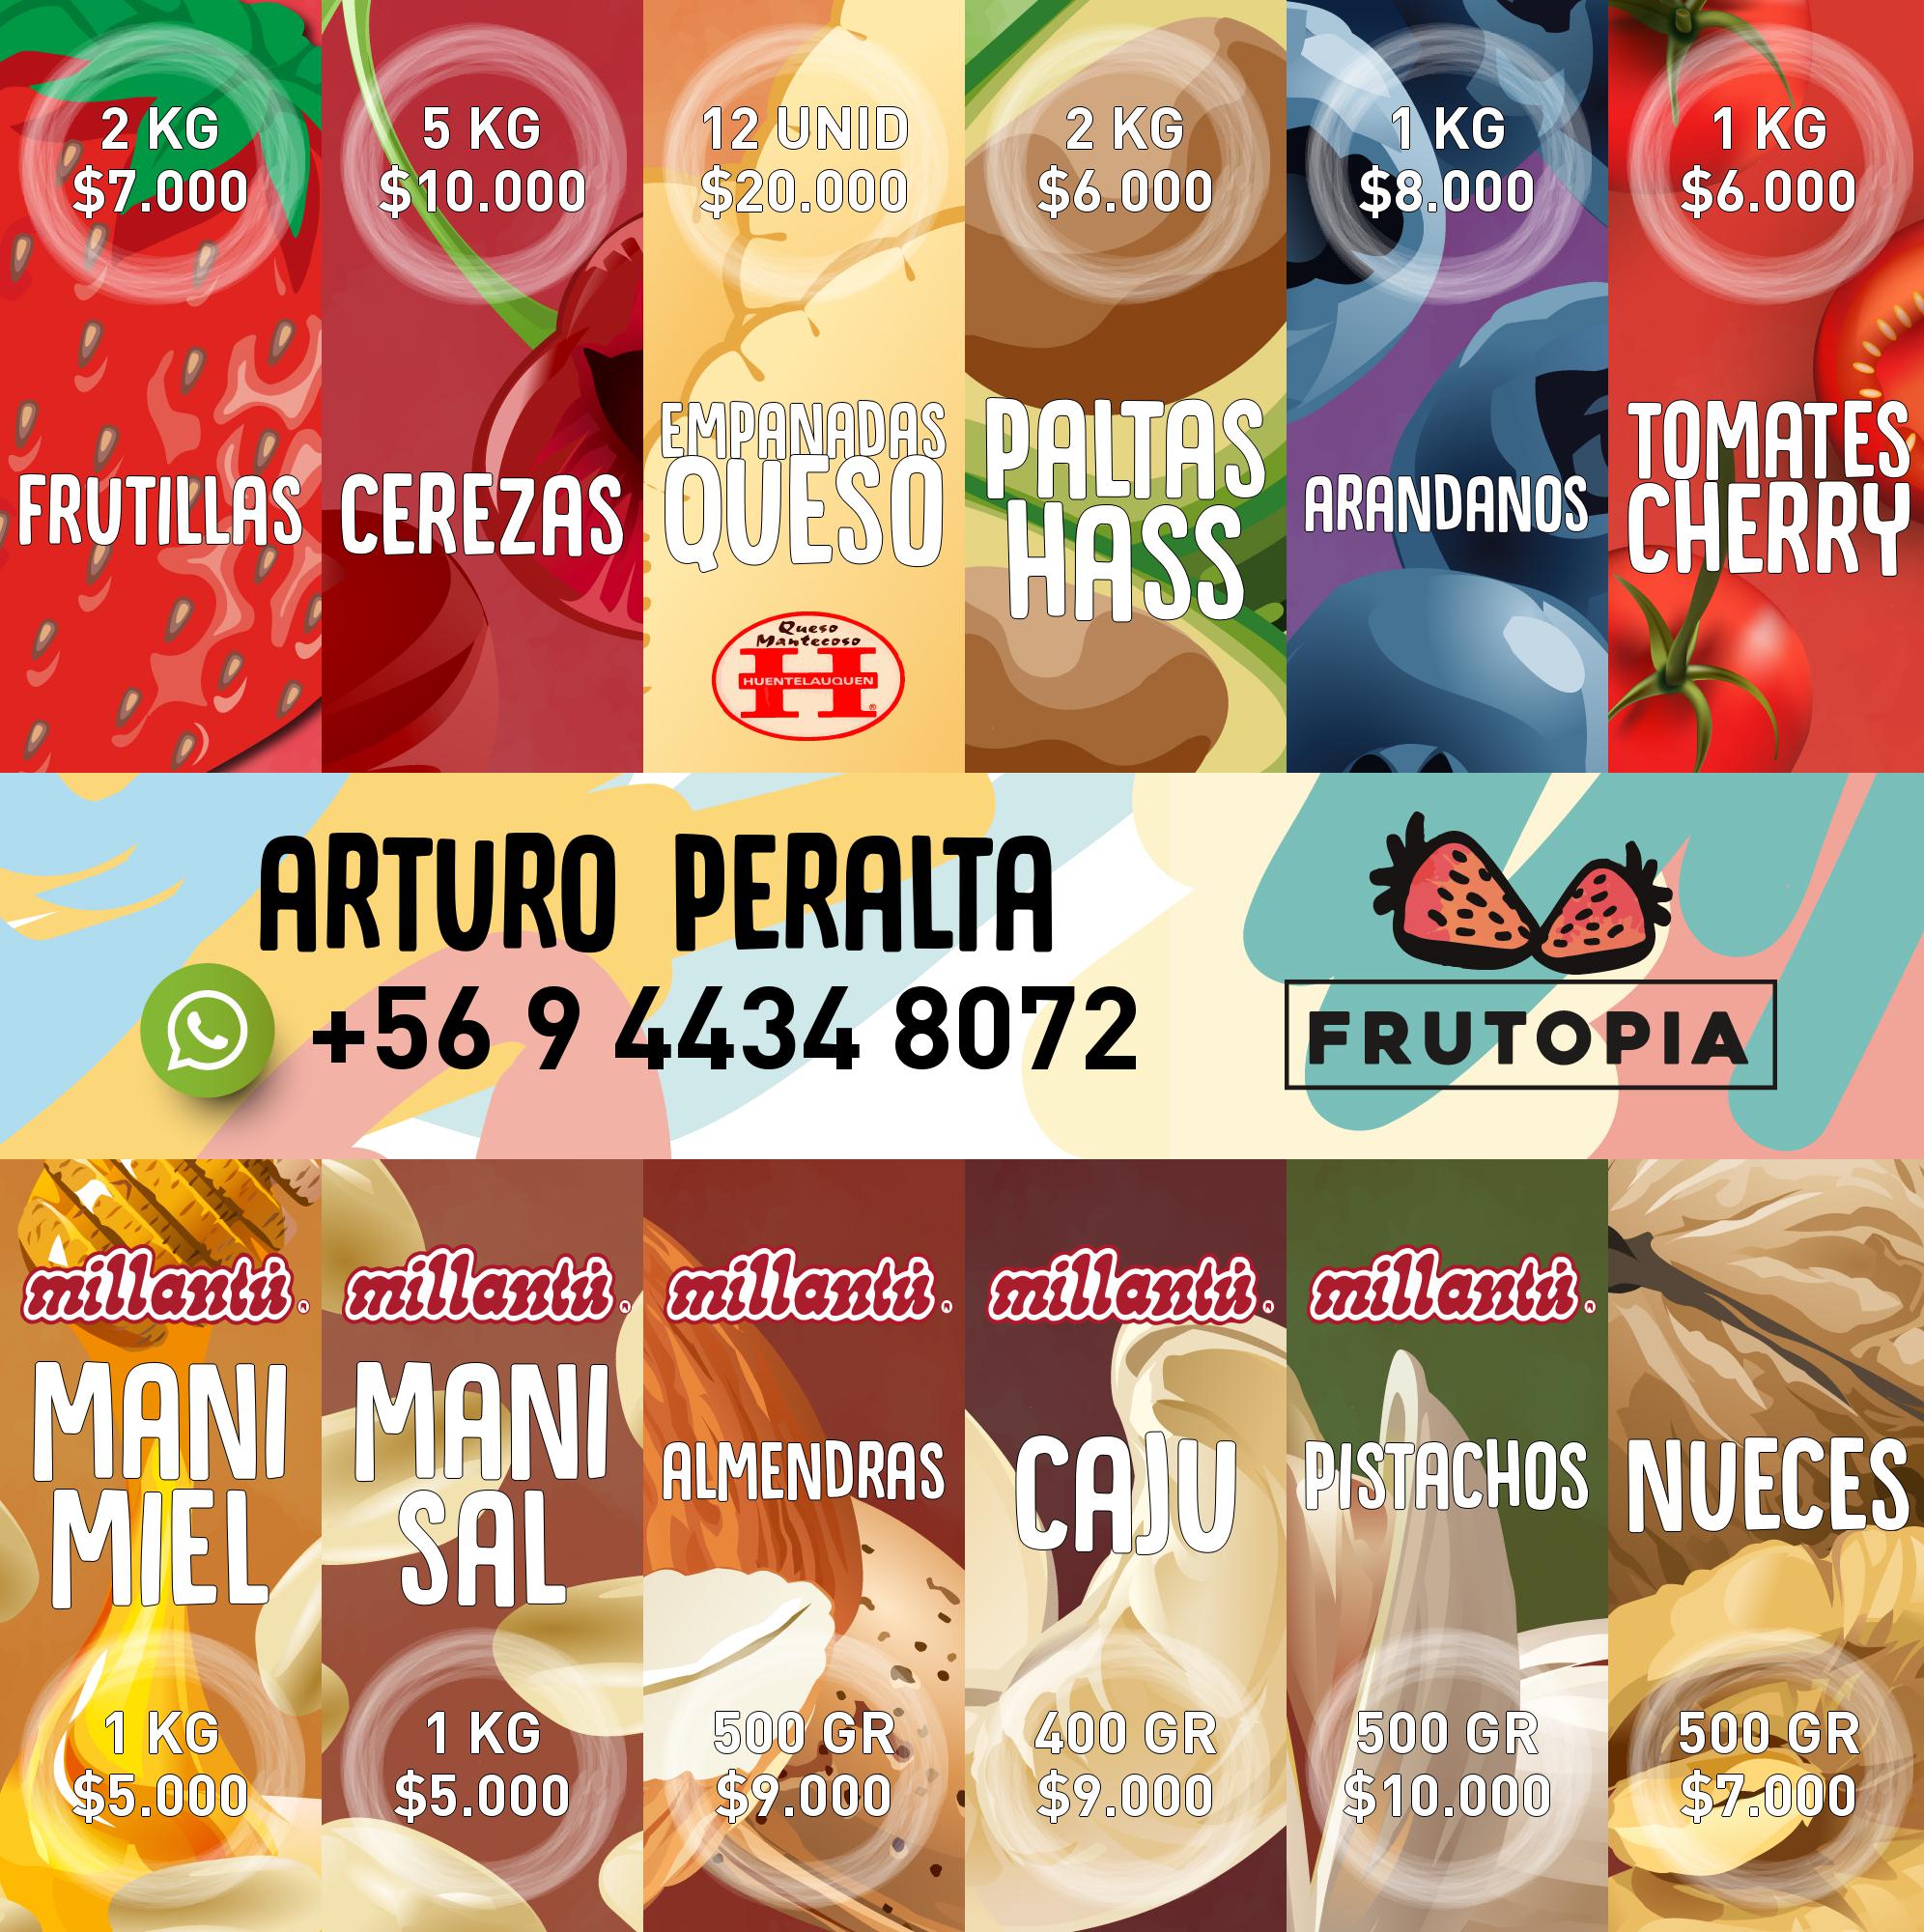 2 KG
$7.000
FRUTILLAS
5 KG
$10.000
CEREZAS
12 UNID
$20.000
EMPANADAS
QUESO
Queso
Mantecoso
H
HUENTELAUQUEN
®
2 KG
$6.000
PALTAS
HASS
1 KG
$8.000
ARANDANOS
1 KG
$6.000
TOMATES
CHERRY
ARTURO PERALTA
+56 9 4434 8072
FRUTOPIA
millantú®
MANI
MIEL
1 KG
$5.000
millantú®
MANI
SAL
1 KG
$5.000
millantú®
ALMENDRAS
500 GR
$9.000
millantú®
CAJU
400 GR
$9.000
millantú®
PISTACHOS
500 GR
$10.000
NUECES
500 GR
$7.000